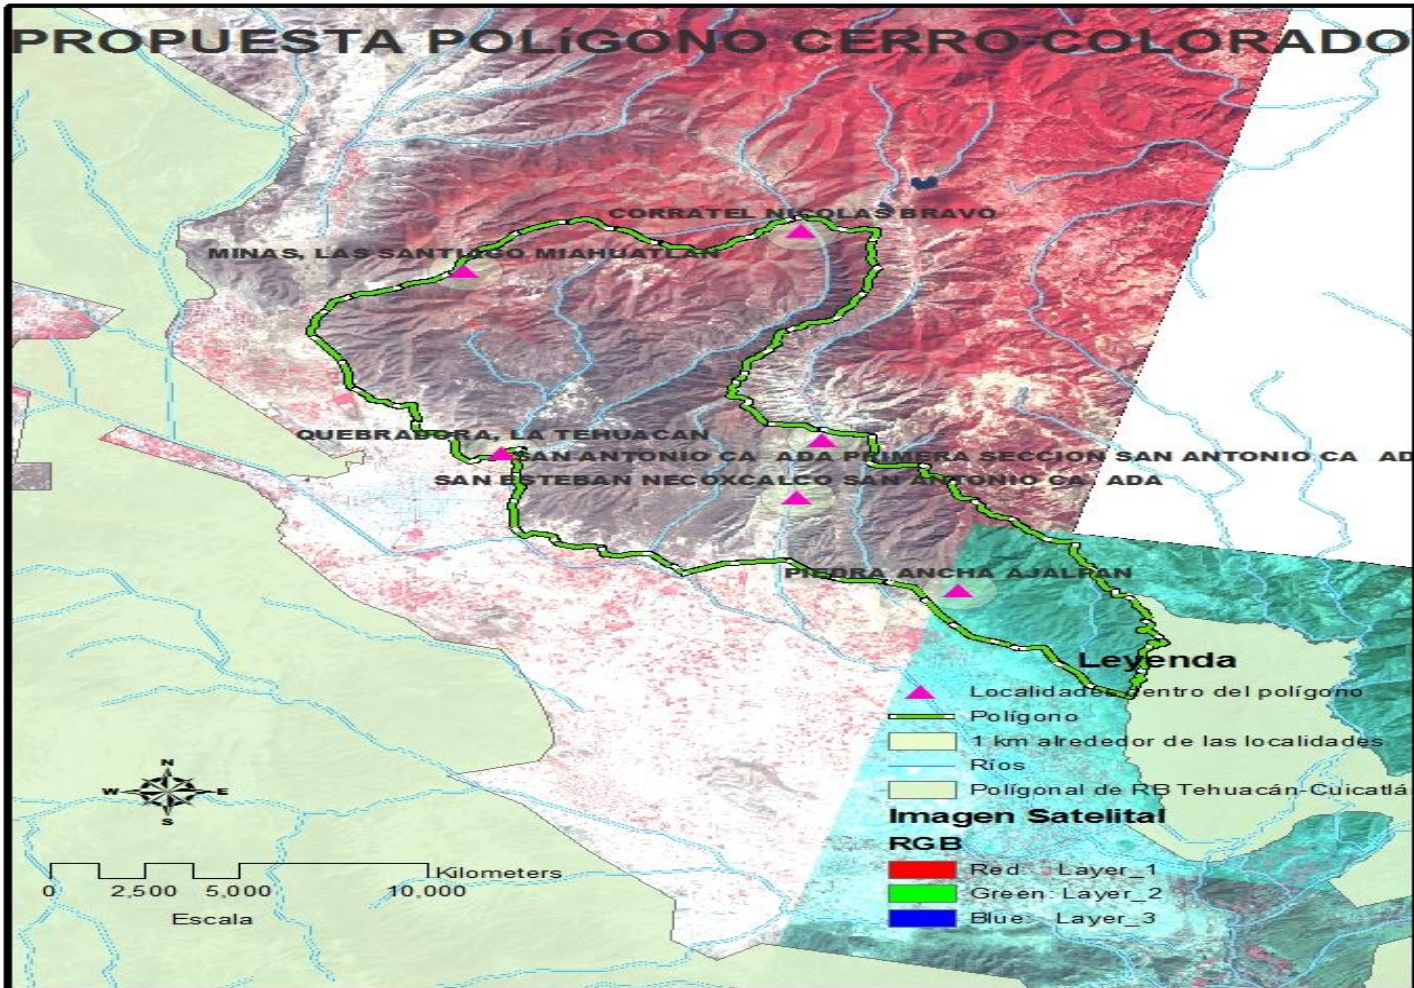 PROPUESTA POLíGONO CERRO COLORADO
CORRATEL NICOLAS BRAVO
MINAS, LAS SANTIAGO MIAHUATLAN
QUEBRADORA, LA TEHUACAN
SAN ANTONIO CA ADA PRIMERA SECCION SAN ANTONIO CA AD
SAN ESTEBAN NECOXCALCO SAN ANTONIO CA ADA
PIEDRA ANCHA AJALPAN
Leyenda
Localidades dentro del polígono
Polígono
1 km alrededor de las localidades
Ríos
Polígonal de RB Tehuacán-Cuicatlá
Imagen Satelital
RGB
Red: Layer_1
Green: Layer_2
Blue: Layer_3
N
W E
S
Kilometers
0 2,500 5,000 10,000
Escala